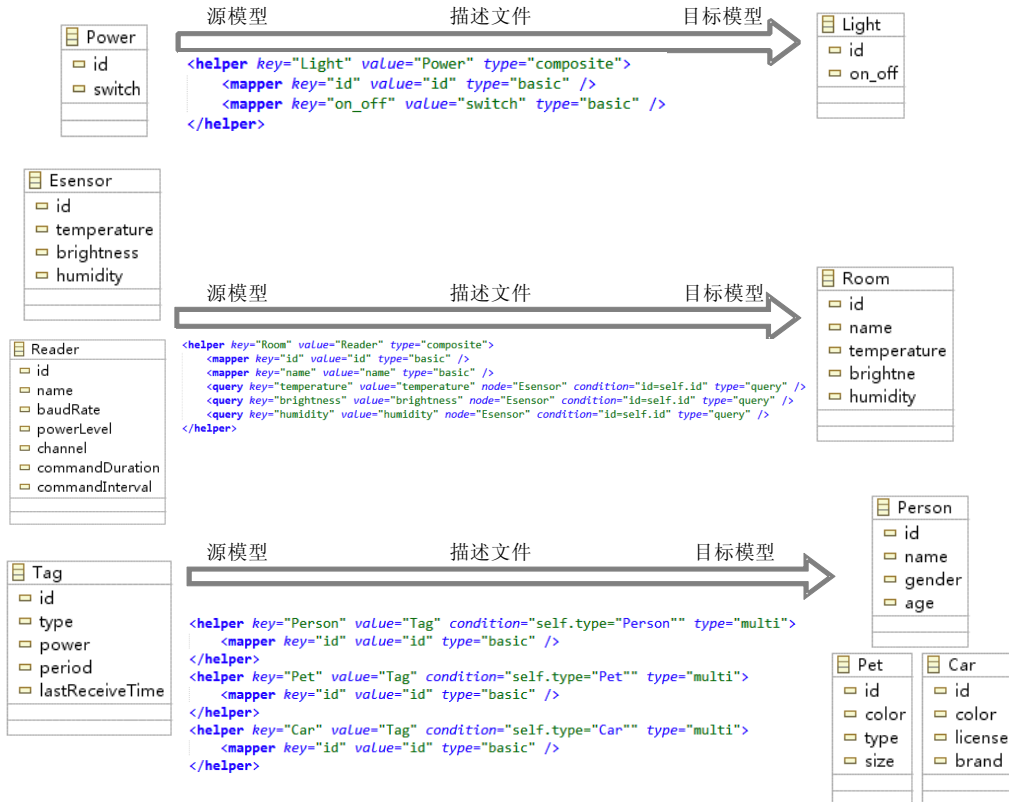 源模型 描述文件 目标模型
Power
id
switch
<helper key="Light" value="Power" type="composite">
<mapper key="id" value="id" type="basic" />
<mapper key="on_off" value="switch" type="basic" />
</helper>
Light
id
on_off
Esensor
id
temperature
brightness
humidity
源模型 描述文件 目标模型
Reader
id
name
baudRate
powerLevel
channel
commandDuration
commandInterval
<helper key="Room" value="Reader" type="composite">
<mapper key="id" value="id" type="basic" />
<mapper key="name" value="name" type="basic" />
<query key="temperature" value="temperature" node="Esensor" condition="id=self.id" type="query" />
<query key="brightness" value="brightness" node="Esensor" condition="id=self.id" type="query" />
<query key="humidity" value="humidity" node="Esensor" condition="id=self.id" type="query" />
</helper>
Room
id
name
temperature
brightne
humidity
源模型 描述文件 目标模型
Tag
id
type
power
period
lastReceiveTime
<helper key="Person" value="Tag" condition="self.type="Person"" type="multi">
<mapper key="id" value="id" type="basic" />
</helper>
<helper key="Pet" value="Tag" condition="self.type="Pet"" type="multi">
<mapper key="id" value="id" type="basic" />
</helper>
<helper key="Car" value="Tag" condition="self.type="Car"" type="multi">
<mapper key="id" value="id" type="basic" />
</helper>
Person
id
name
gender
age
Pet
id
color
type
size
Car
id
color
license
brand